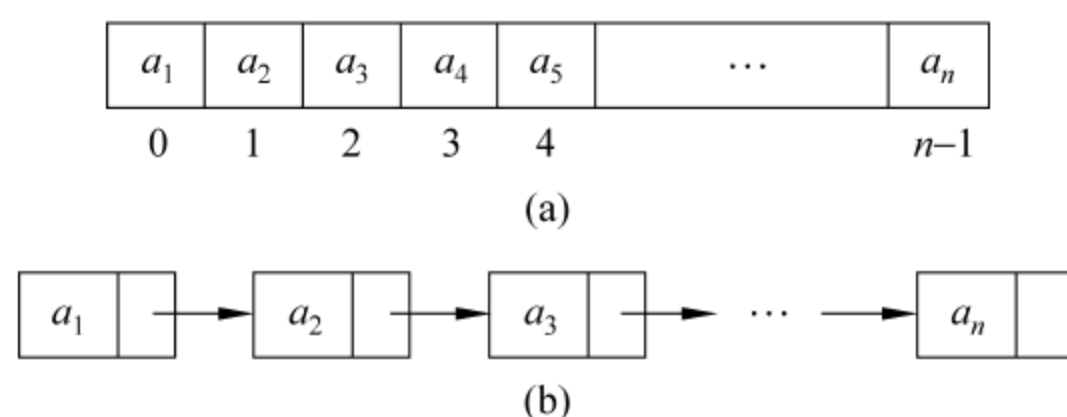 a₁ a₂ a₃ a₄ a₅ ⋯ aₙ
0 1 2 3 4 n−1
(a)
a₁ a₂ a₃ ⋯ aₙ
(b)